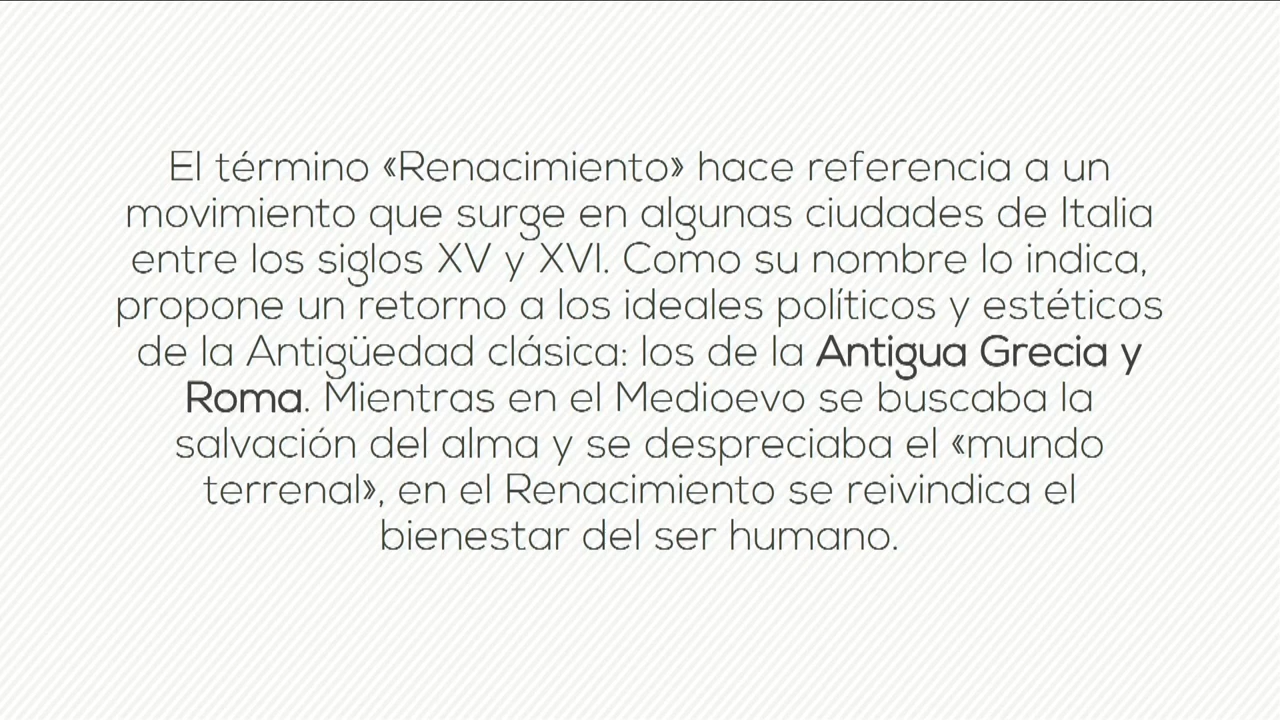 El término «Renacimiento» hace referencia a un
movimiento que surge en algunas ciudades de Italia
entre los siglos XV y XVI. Como su nombre lo indica,
propone un retorno a los ideales políticos y estéticos
de la Antigüedad clásica: los de la Antigua Grecia y
Roma. Mientras en el Medioevo se buscaba la
salvación del alma y se despreciaba el «mundo
terrenal», en el Renacimiento se reivindica el
bienestar del ser humano.